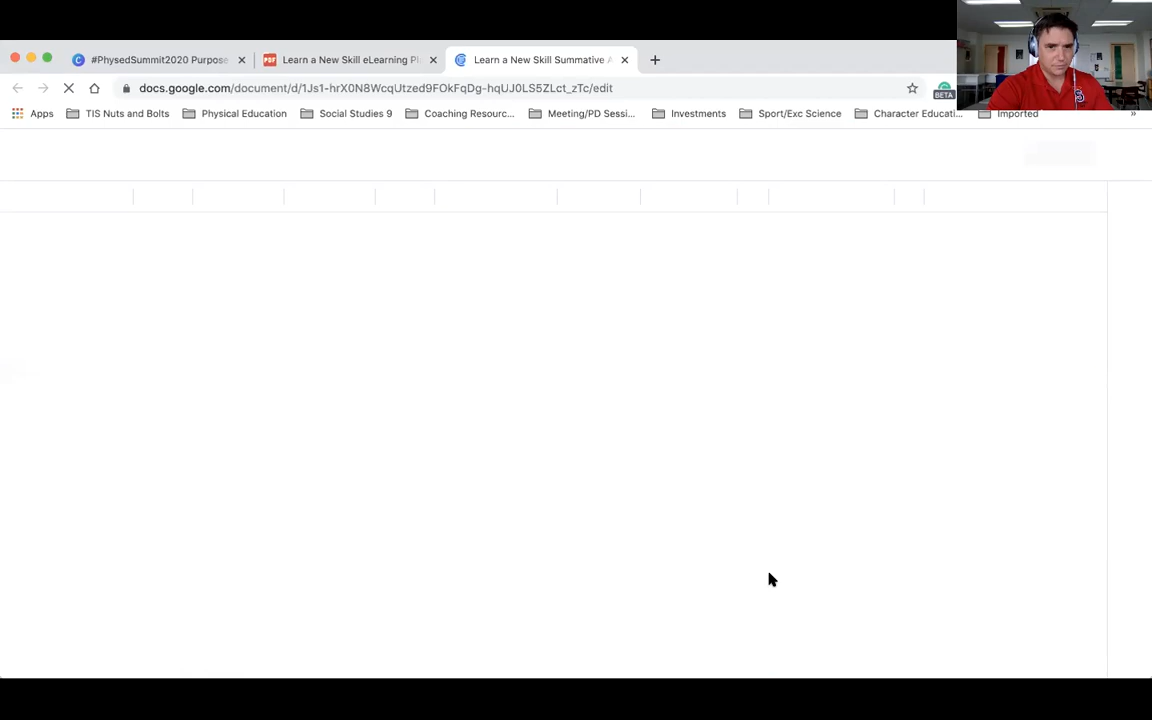 #PhysedSummit2020 Purpose
Learn a New Skill eLearning Pl
Learn a New Skill Summative A
docs.google.com/document/d/1Js1-hrX0N8WcqUtzed9FOkFqDg-hqUJ0LS5ZLct_zTc/edit
BETA
Apps
TIS Nuts and Bolts
Physical Education
Social Studies 9
Coaching Resourc...
Meeting/PD Sessi...
Investments
Sport/Exc Science
Character Educati...
Imported